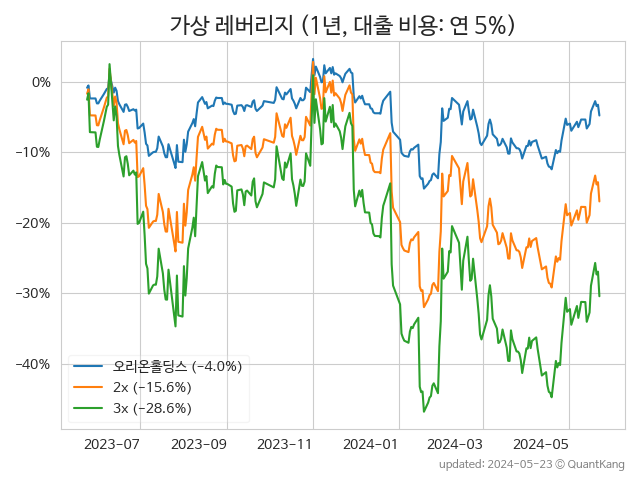 가상 레버리지 (1년, 대출 비용: 연 5%)
0%
−10%
−20%
−30%
−40%
오리온홀딩스 (−4.0%)
2x (−15.6%)
3x (−28.6%)
2023-07
2023-09
2023-11
2024-01
2024-03
2024-05
updated: 2024-05-23 ⓒ QuantKang